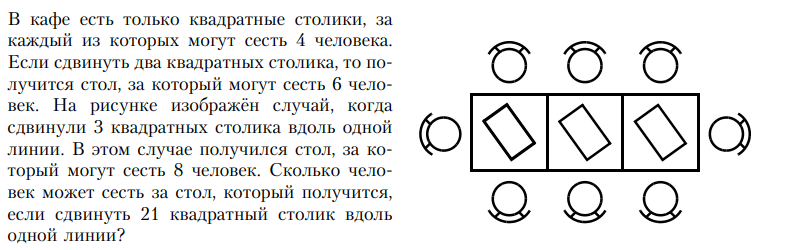 В кафе есть только квадратные столики, за
каждый из которых могут сесть 4 человека.
Если сдвинуть два квадратных столика, то по-
лучится стол, за который могут сесть 6 чело-
век. На рисунке изображён случай, когда
сдвинули 3 квадратных столика вдоль одной
линии. В этом случае получился стол, за ко-
торый могут сесть 8 человек. Сколько чело-
век может сесть за стол, который получится,
если сдвинуть 21 квадратный столик вдоль
одной линии?